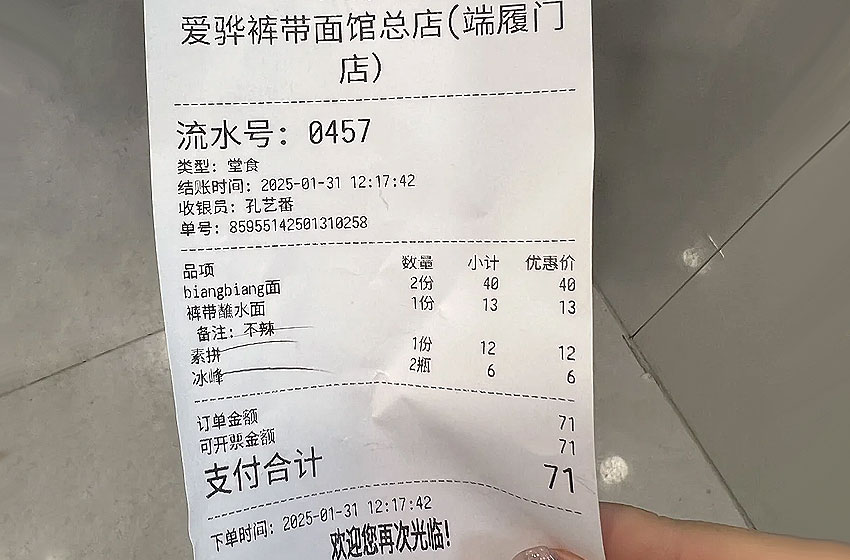 爱骅裤带面馆总店(端履门
店)
流水号: 0457
类型: 堂食
结账时间: 2025-01-31 12:17:42
收银员: 孔艺番
单号: 85955142501310258
品项 数量 小计 优惠价
biangbiang面 2份 40 40
裤带蘸水面 1份 13 13
备注: 不辣
素拼 1份 12 12
冰峰 2瓶 6 6
订单金额 71
可开票金额 71
支付合计 71
下单时间: 2025-01-31 12:17:42
欢迎您再次光临!